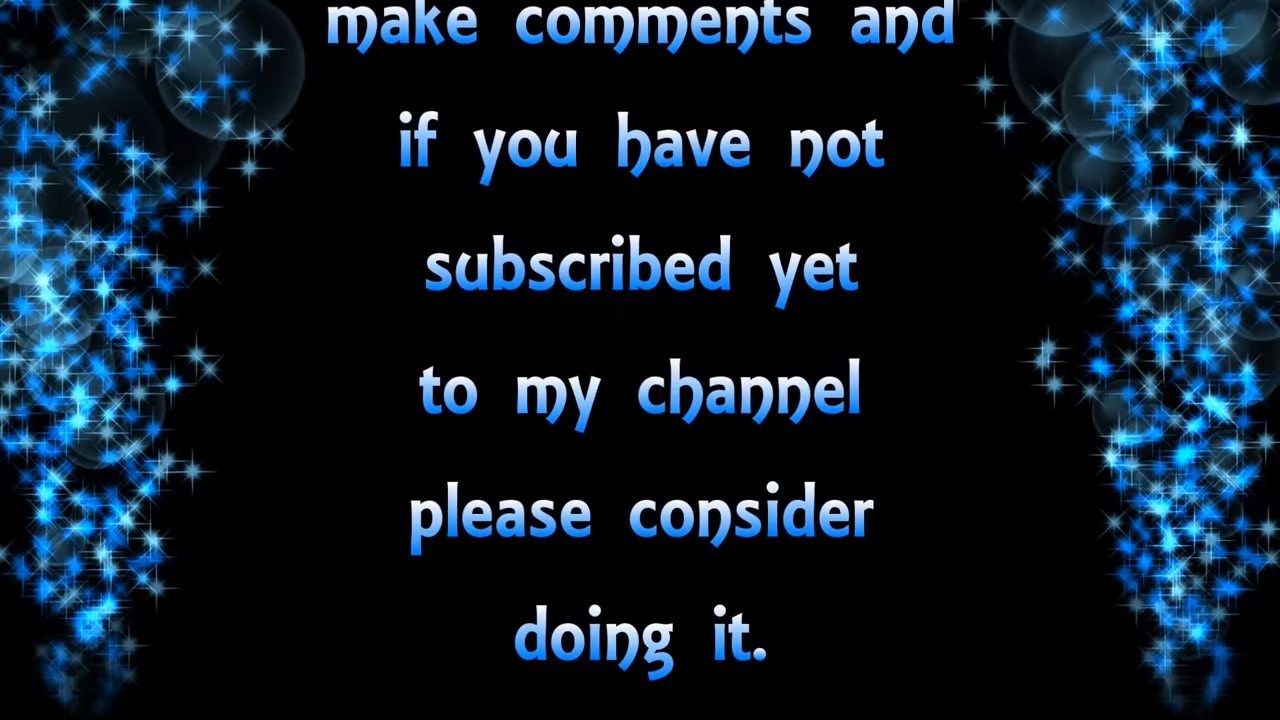 make comments and
if you have not
subscribed yet
to my channel
please consider
doing it.